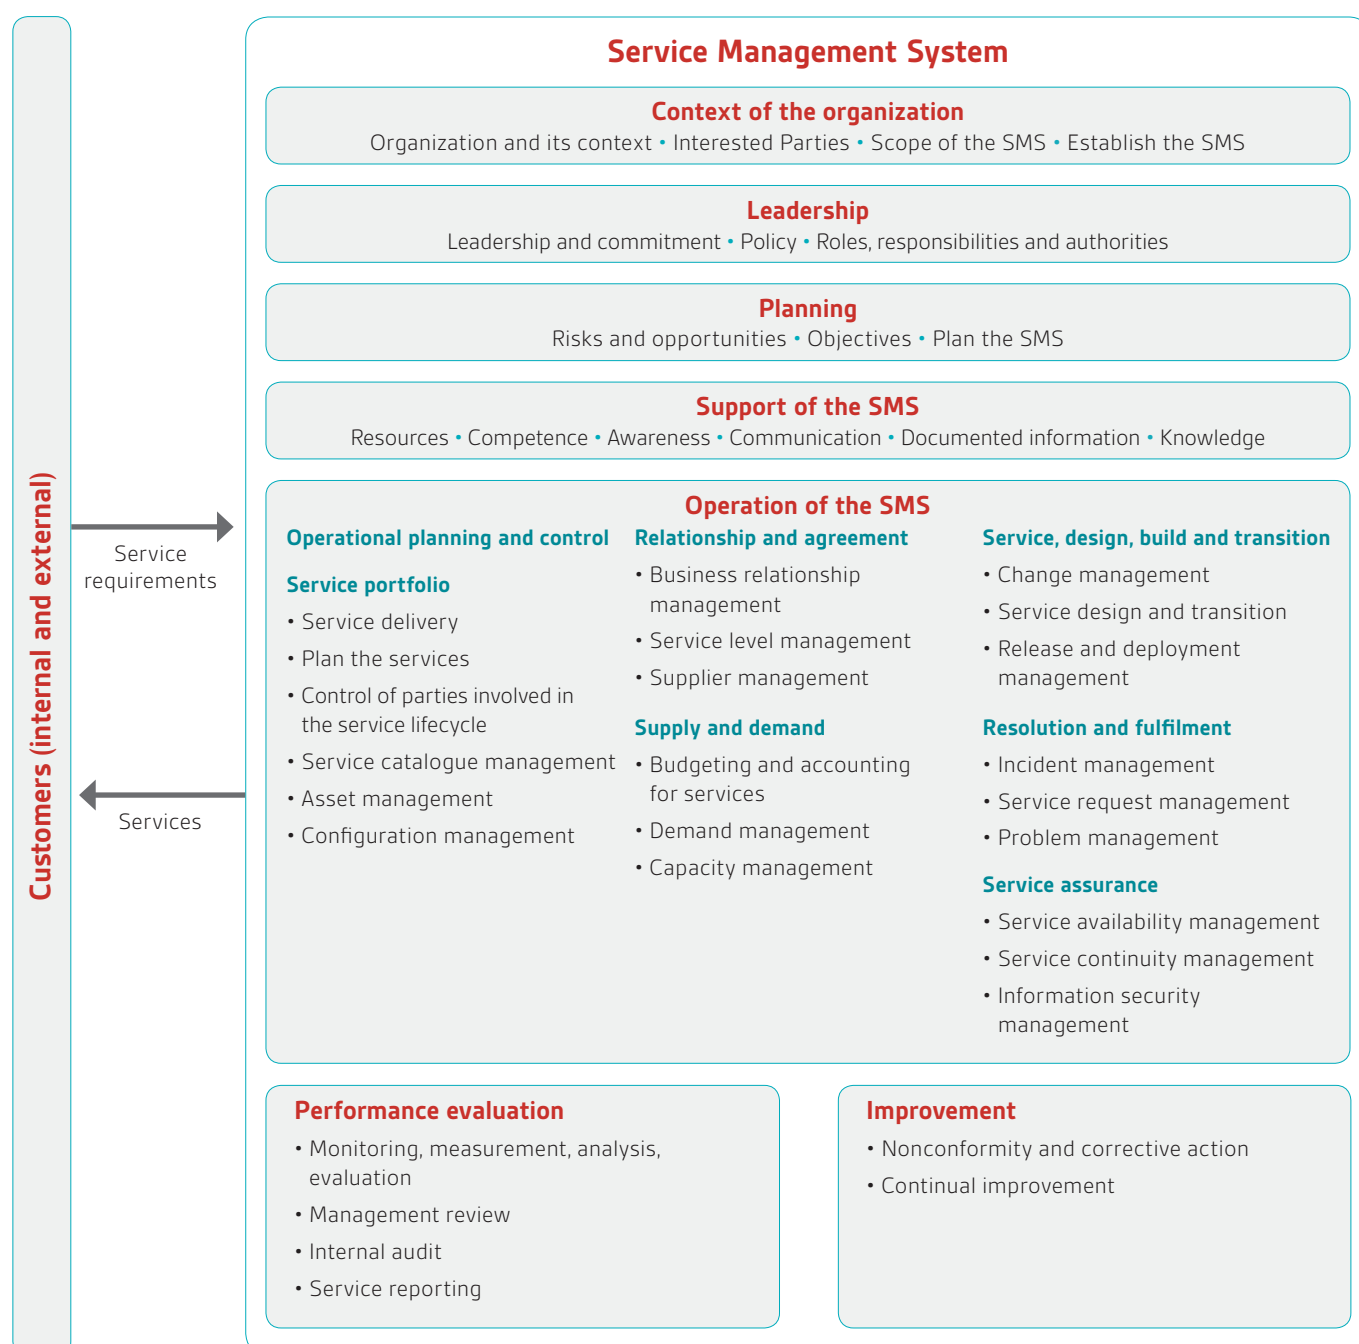 Customers (internal and external)
Service
requirements
Services
Service Management System
Context of the organization
Organization and its context • Interested Parties • Scope of the SMS • Establish the SMS
Leadership
Leadership and commitment • Policy • Roles, responsibilities and authorities
Planning
Risks and opportunities • Objectives • Plan the SMS
Support of the SMS
Resources • Competence • Awareness • Communication • Documented information • Knowledge
Operation of the SMS
Operational planning and control
Service portfolio
• Service delivery
• Plan the services
• Control of parties involved in
the service lifecycle
• Service catalogue management
• Asset management
• Configuration management
Relationship and agreement
• Business relationship
management
• Service level management
• Supplier management
Supply and demand
• Budgeting and accounting
for services
• Demand management
• Capacity management
Service, design, build and transition
• Change management
• Service design and transition
• Release and deployment
management
Resolution and fulfilment
• Incident management
• Service request management
• Problem management
Service assurance
• Service availability management
• Service continuity management
• Information security
management
Performance evaluation
• Monitoring, measurement, analysis,
evaluation
• Management review
• Internal audit
• Service reporting
Improvement
• Nonconformity and corrective action
• Continual improvement